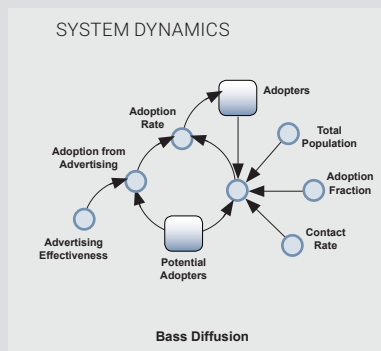 SYSTEM DYNAMICS
Adopters
Adoption
Rate
Total
Population
Adoption from
Advertising
Adoption
Fraction
Advertising
Effectiveness
Potential
Adopters
Contact
Rate
Bass Diffusion